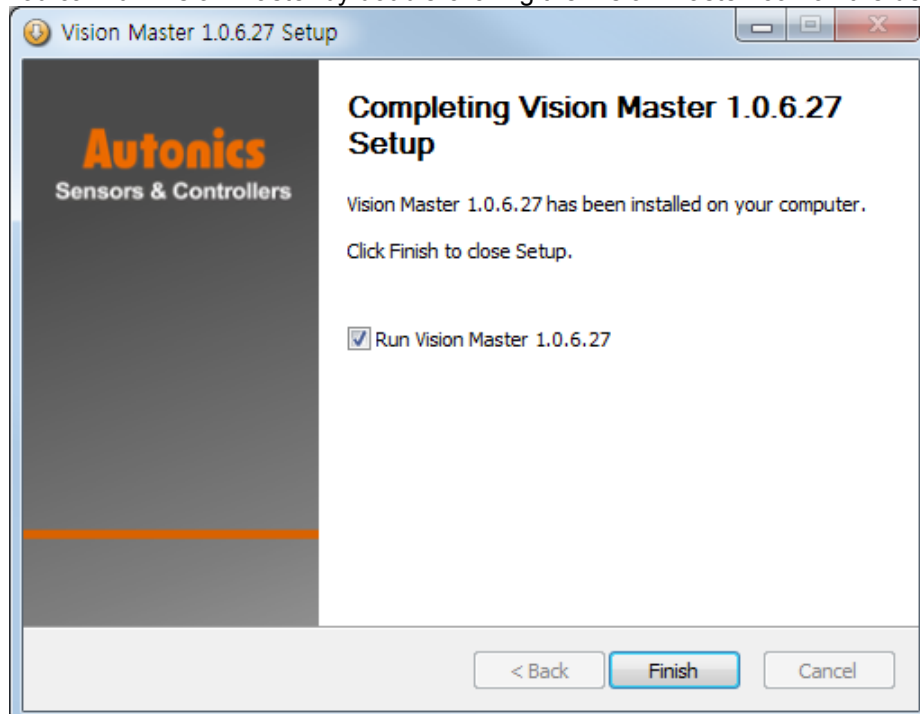 Vision Master 1.0.6.27 Setup
Autonics
Sensors & Controllers
Completing Vision Master 1.0.6.27
Setup
Vision Master 1.0.6.27 has been installed on your computer.
Click Finish to close Setup.
Run Vision Master 1.0.6.27
< Back
Finish
Cancel